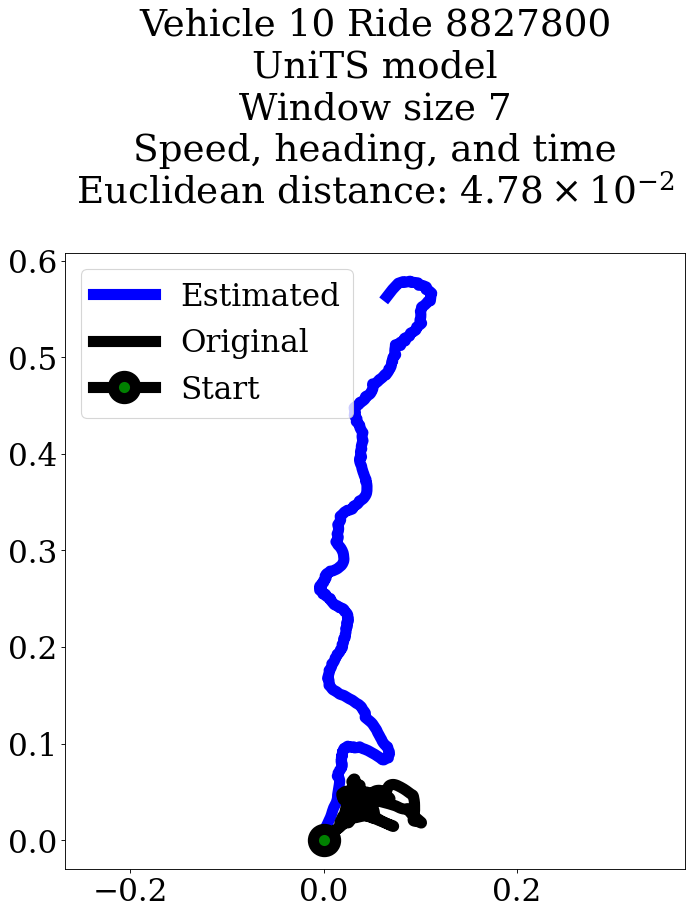 Vehicle 10 Ride 8827800
UniTS model
Window size 7
Speed, heading, and time
Euclidean distance: 4.78 × 10⁻²
0.6
Estimated
Original
Start
0.5
0.4
0.3
0.2
0.1
0.0
−0.2 0.0 0.2